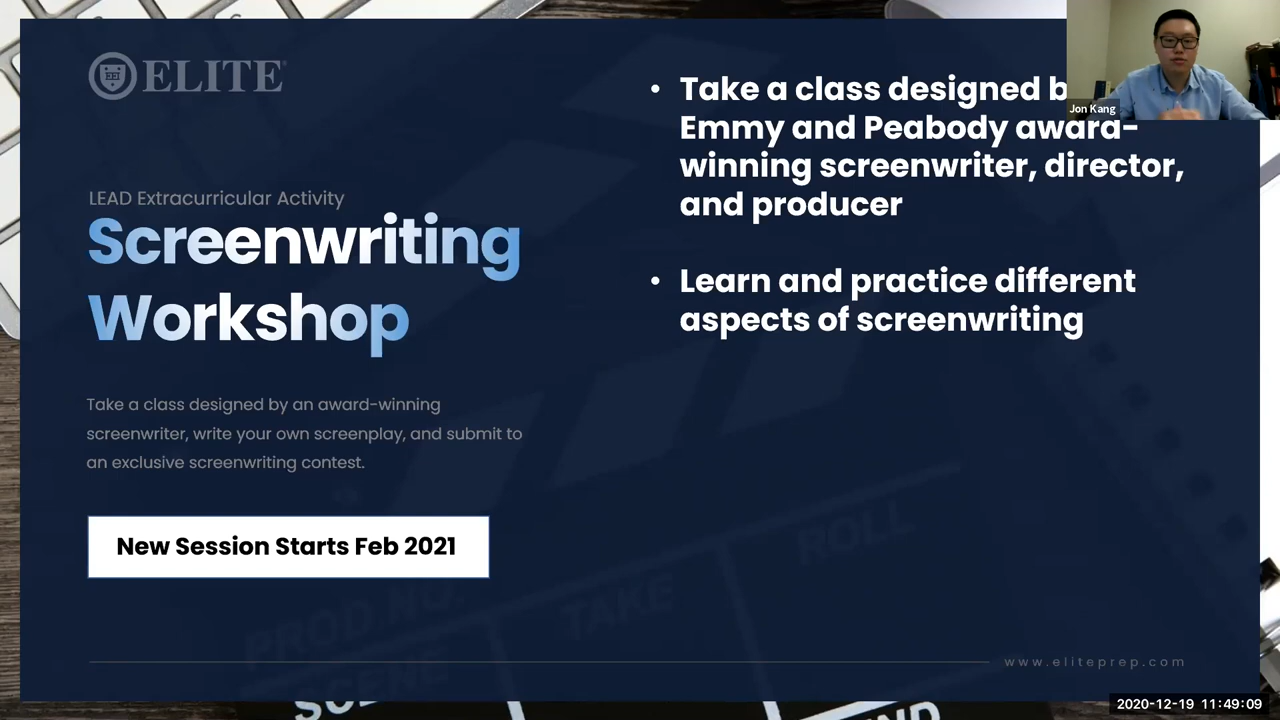 EEI
ELITE
LEAD Extracurricular Activity
Screenwriting
Workshop
Take a class designed by an award-winning
screenwriter, write your own screenplay, and submit to
an exclusive screenwriting contest.
New Session Starts Feb 2021
• Take a class designed
Emmy and Peabody award-
winning screenwriter, director,
and producer
• Learn and practice different
aspects of screenwriting
Jon Kang
ROLL
TAKE
www.eliteprep.com
2020-12-19 11:49:09